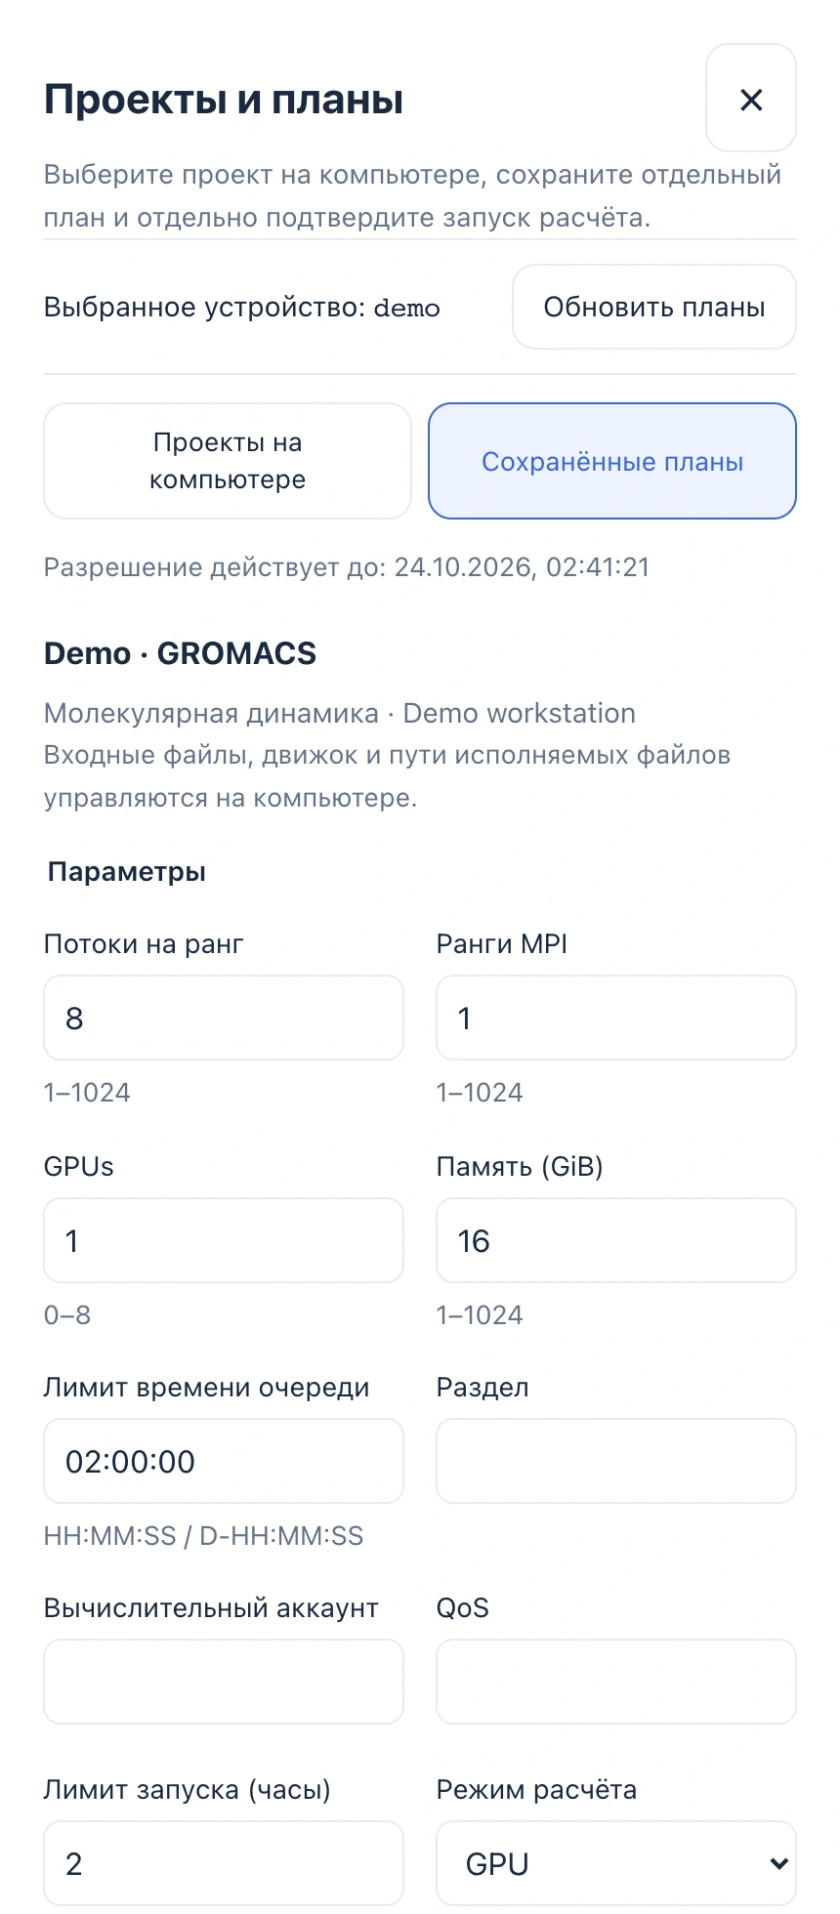 Проекты и планы
Выберите проект на компьютере, сохраните отдельный
план и отдельно подтвердите запуск расчёта.
Выбранное устройство: demo
Обновить планы
Проекты на
компьютере
Сохранённые планы
Разрешение действует до: 24.10.2026, 02:41:21
Demo · GROMACS
Молекулярная динамика · Demo workstation
Входные файлы, движок и пути исполняемых файлов
управляются на компьютере.
Параметры
Потоки на ранг
8
1–1024
Ранги MPI
1
1–1024
GPUs
1
0–8
Память (GiB)
16
1–1024
Лимит времени очереди
02:00:00
HH:MM:SS / D-HH:MM:SS
Раздел
Вычислительный аккаунт
QoS
Лимит запуска (часы)
2
Режим расчёта
GPU